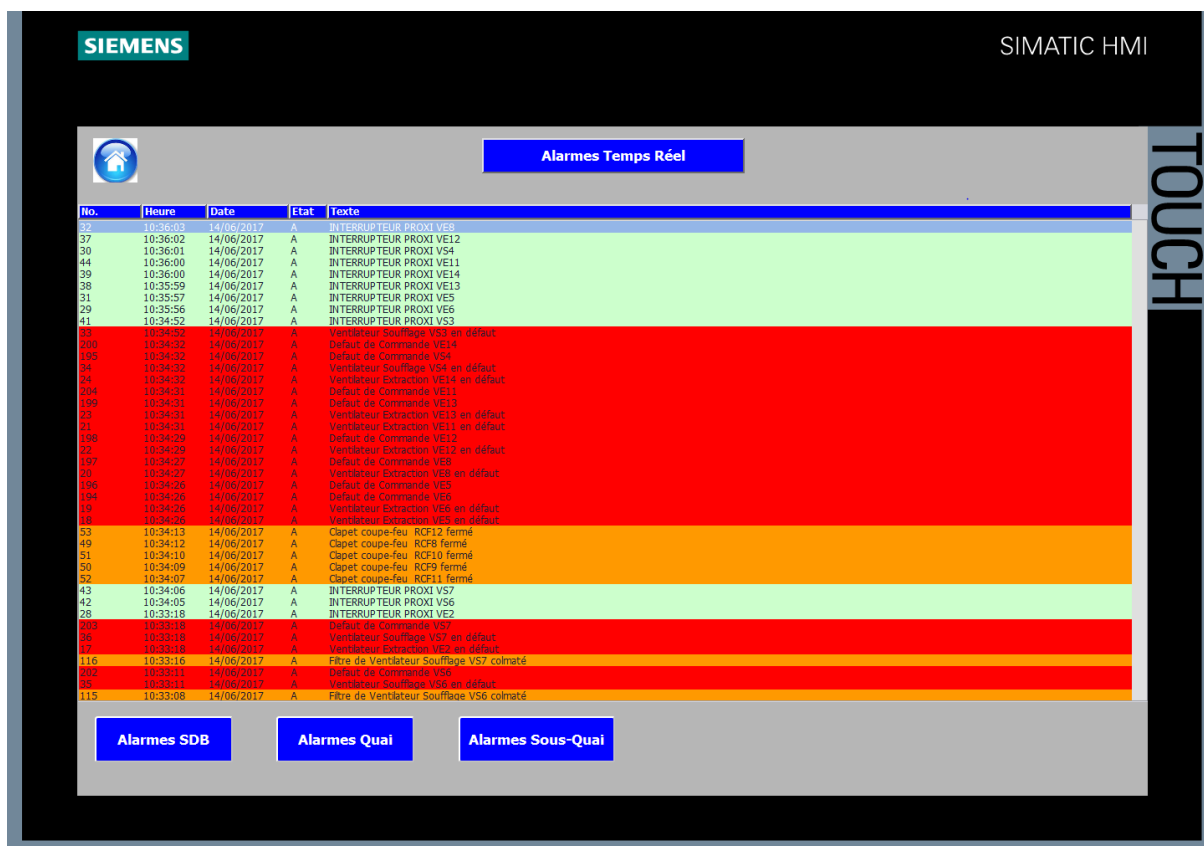 SIEMENS
SIMATIC HMI
TOUCH
Alarmes Temps Réel
No. Heure Date Etat Texte
32 10:36:03 14/06/2017 A INTERRUPTEUR PROXI VE8
37 10:36:02 14/06/2017 A INTERRUPTEUR PROXI VE12
30 10:36:01 14/06/2017 A INTERRUPTEUR PROXI VS4
44 10:36:00 14/06/2017 A INTERRUPTEUR PROXI VE11
39 10:36:00 14/06/2017 A INTERRUPTEUR PROXI VE14
38 10:35:59 14/06/2017 A INTERRUPTEUR PROXI VE13
31 10:35:57 14/06/2017 A INTERRUPTEUR PROXI VE5
29 10:35:56 14/06/2017 A INTERRUPTEUR PROXI VE6
41 10:34:52 14/06/2017 A INTERRUPTEUR PROXI VS3
33 10:34:52 14/06/2017 A Ventilateur Soufflage VS3 en défaut
200 10:34:32 14/06/2017 A Defaut de Commande VE14
195 10:34:32 14/06/2017 A Defaut de Commande VS4
34 10:34:32 14/06/2017 A Ventilateur Soufflage VS4 en défaut
24 10:34:32 14/06/2017 A Ventilateur Extraction VE14 en défaut
204 10:34:31 14/06/2017 A Defaut de Commande VE11
199 10:34:31 14/06/2017 A Defaut de Commande VE13
23 10:34:31 14/06/2017 A Ventilateur Extraction VE13 en défaut
21 10:34:31 14/06/2017 A Ventilateur Extraction VE11 en défaut
198 10:34:29 14/06/2017 A Defaut de Commande VE12
22 10:34:29 14/06/2017 A Ventilateur Extraction VE12 en défaut
197 10:34:27 14/06/2017 A Defaut de Commande VE8
20 10:34:27 14/06/2017 A Ventilateur Extraction VE8 en défaut
196 10:34:26 14/06/2017 A Defaut de Commande VE5
194 10:34:26 14/06/2017 A Defaut de Commande VE6
19 10:34:26 14/06/2017 A Ventilateur Extraction VE6 en défaut
18 10:34:26 14/06/2017 A Ventilateur Extraction VE5 en défaut
53 10:34:13 14/06/2017 A Clapet coupe-feu RCF12 fermé
49 10:34:12 14/06/2017 A Clapet coupe-feu RCF8 fermé
51 10:34:10 14/06/2017 A Clapet coupe-feu RCF10 fermé
50 10:34:09 14/06/2017 A Clapet coupe-feu RCF9 fermé
52 10:34:07 14/06/2017 A Clapet coupe-feu RCF11 fermé
43 10:34:06 14/06/2017 A INTERRUPTEUR PROXI VS7
42 10:34:05 14/06/2017 A INTERRUPTEUR PROXI VS6
28 10:33:18 14/06/2017 A INTERRUPTEUR PROXI VE2
203 10:33:18 14/06/2017 A Defaut de Commande VS7
36 10:33:18 14/06/2017 A Ventilateur Soufflage VS7 en défaut
17 10:33:18 14/06/2017 A Ventilateur Extraction VE2 en défaut
116 10:33:16 14/06/2017 A Filtre de Ventilateur Soufflage VS7 colmaté
202 10:33:11 14/06/2017 A Defaut de Commande VS6
35 10:33:11 14/06/2017 A Ventilateur Soufflage VS6 en défaut
115 10:33:08 14/06/2017 A Filtre de Ventilateur Soufflage VS6 colmaté
Alarmes SDB
Alarmes Quai
Alarmes Sous-Quai